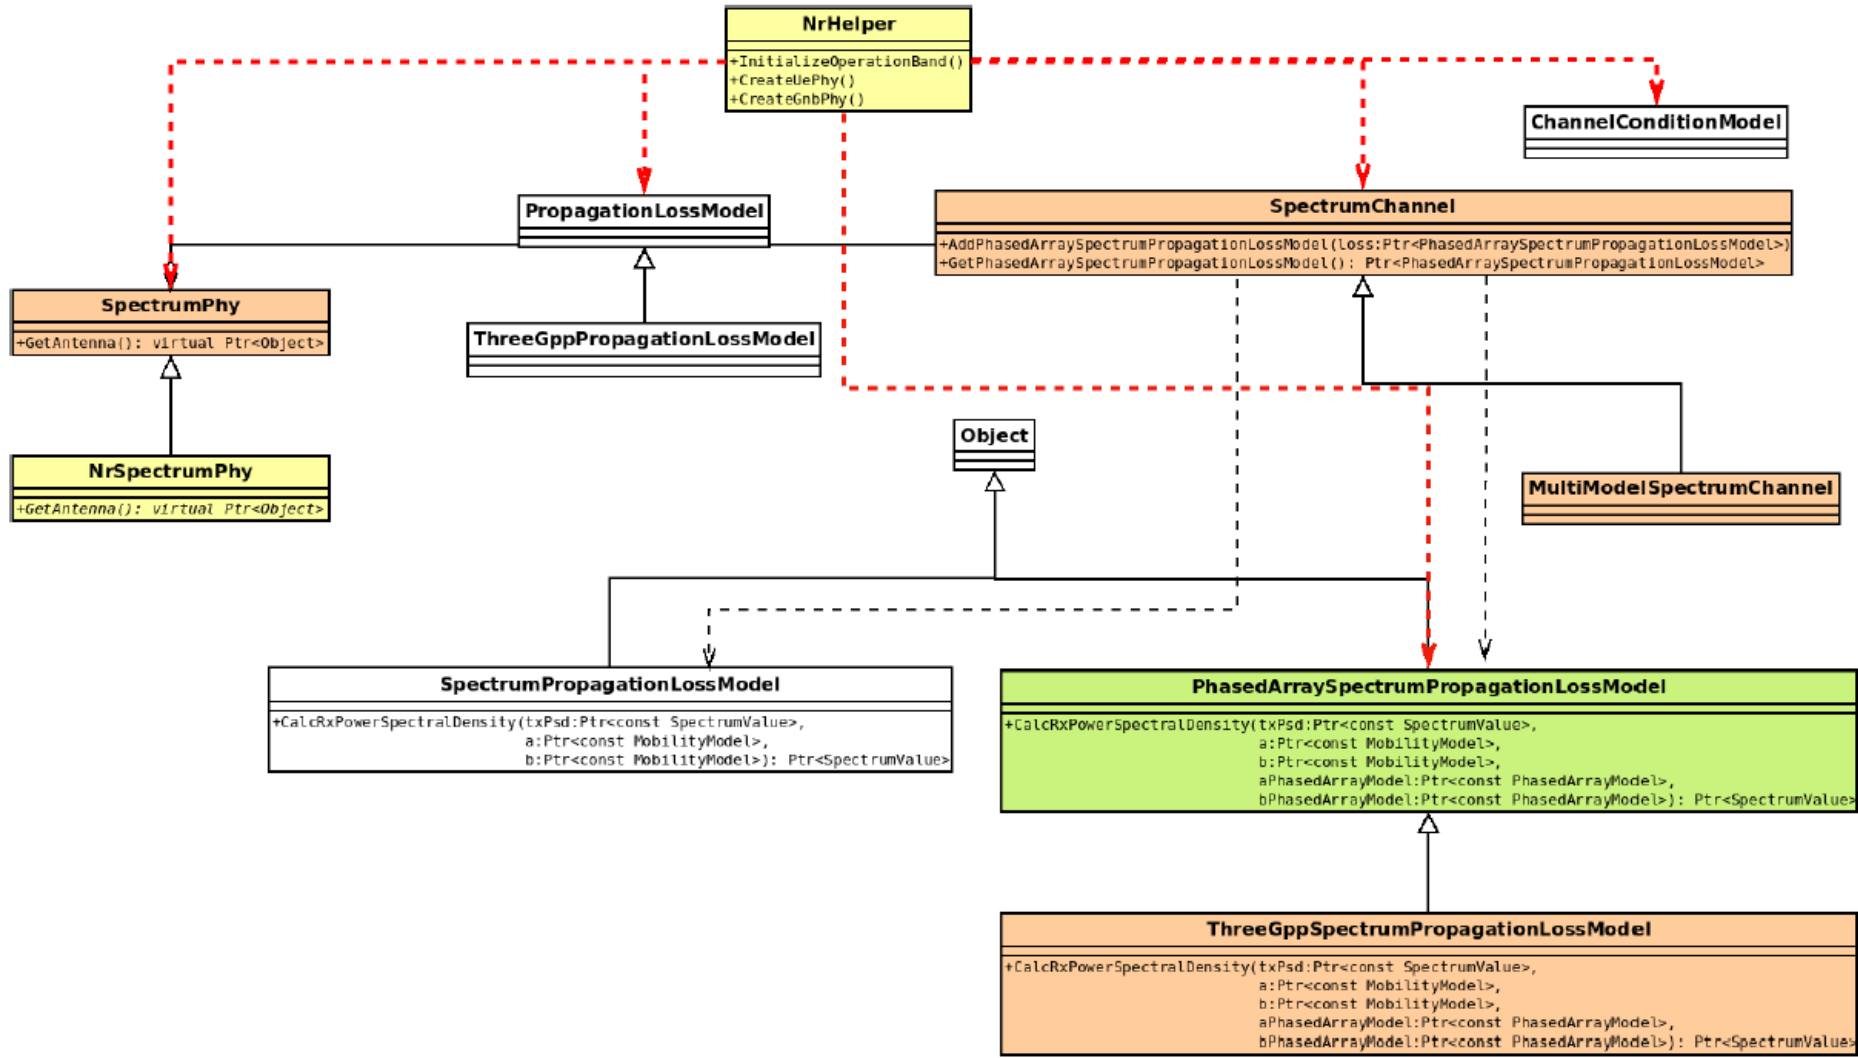 NrHelper
+InitializeOperationBand()
+CreateUePhy()
+CreateGnbPhy()
ChannelConditionModel
PropagationLossModel
SpectrumChannel
+AddPhasedArraySpectrumPropagationLossModel(loss:Ptr<PhasedArraySpectrumPropagationLossModel>)
+GetPhasedArraySpectrumPropagationLossModel(): Ptr<PhasedArraySpectrumPropagationLossModel>
SpectrumPhy
+GetAntenna(): virtual Ptr<Object>
ThreeGppPropagationLossModel
Object
NrSpectrumPhy
+GetAntenna(): virtual Ptr<Object>
MultiModelSpectrumChannel
SpectrumPropagationLossModel
+CalcRxPowerSpectralDensity(txPsd:Ptr<const SpectrumValue>,
a:Ptr<const MobilityModel>,
b:Ptr<const MobilityModel>): Ptr<SpectrumValue>
PhasedArraySpectrumPropagationLossModel
+CalcRxPowerSpectralDensity(txPsd:Ptr<const SpectrumValue>,
a:Ptr<const MobilityModel>,
b:Ptr<const MobilityModel>,
aPhasedArrayModel:Ptr<const PhasedArrayModel>,
bPhasedArrayModel:Ptr<const PhasedArrayModel>): Ptr<SpectrumValue>
ThreeGppSpectrumPropagationLossModel
+CalcRxPowerSpectralDensity(txPsd:Ptr<const SpectrumValue>,
a:Ptr<const MobilityModel>,
b:Ptr<const MobilityModel>,
aPhasedArrayModel:Ptr<const PhasedArrayModel>,
bPhasedArrayModel:Ptr<const PhasedArrayModel>): Ptr<SpectrumValue>